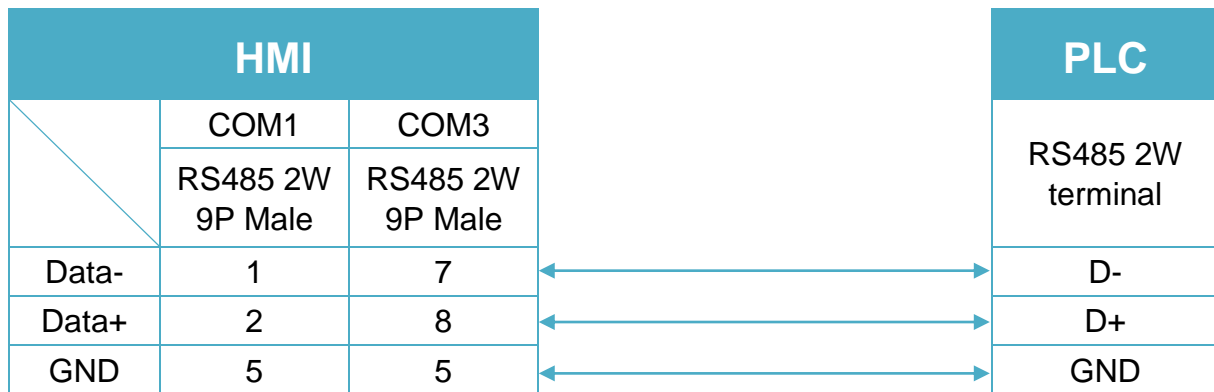 HMI PLC
COM1 COM3
RS485 2W
9P Male
RS485 2W
9P Male
RS485 2W
terminal
Data- 1 7 D-
Data+ 2 8 D+
GND 5 5 GND